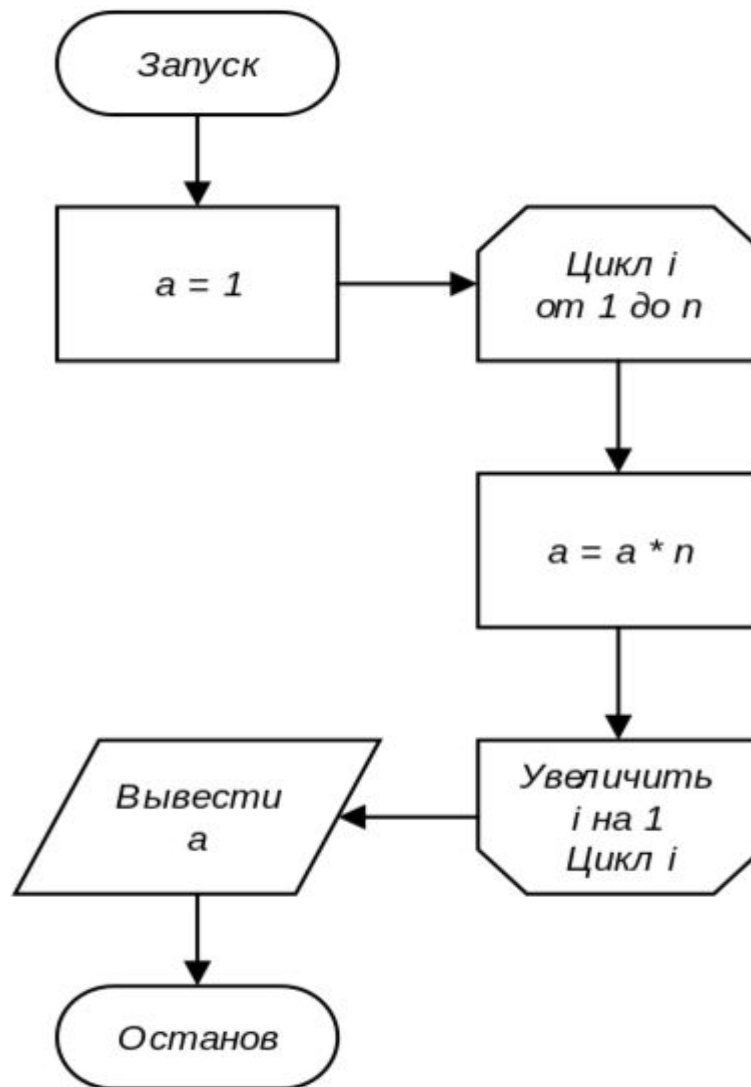 Запуск
a = 1
Цикл i
от 1 до n
a = a * n
Увеличить
i на 1
Цикл i
Вывести
a
Останов